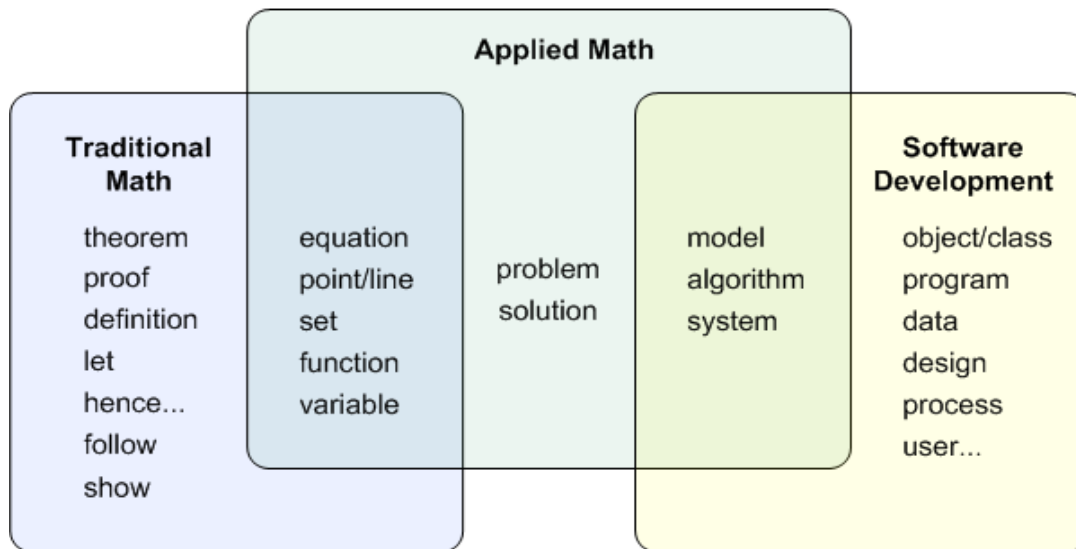 Applied Math
Traditional
Math
theorem
proof
definition
let
hence...
follow
show
equation
point/line
set
function
variable
problem
solution
model
algorithm
system
Software
Development
object/class
program
data
design
process
user...